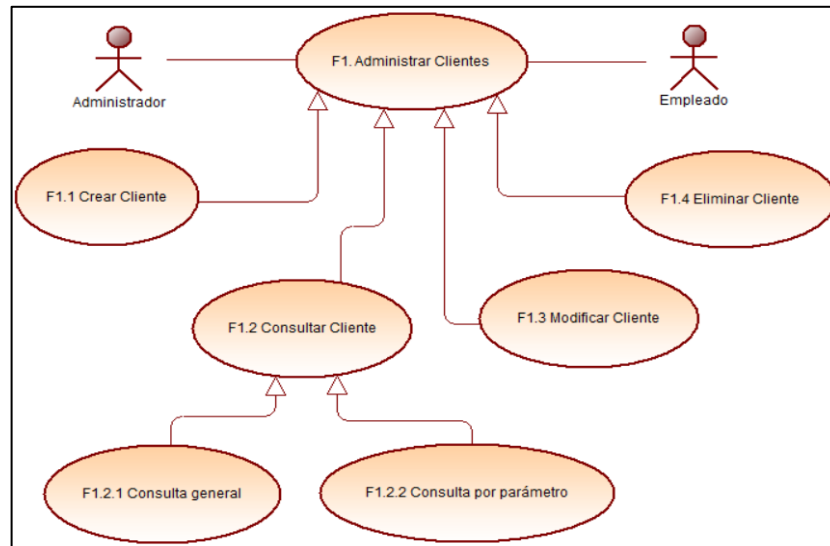 F1. Administrar Clientes
Administrador
Empleado
F1.1 Crear Cliente
F1.4 Eliminar Cliente
F1.2 Consultar Cliente
F1.3 Modificar Cliente
F1.2.1 Consulta general
F1.2.2 Consulta por parámetro